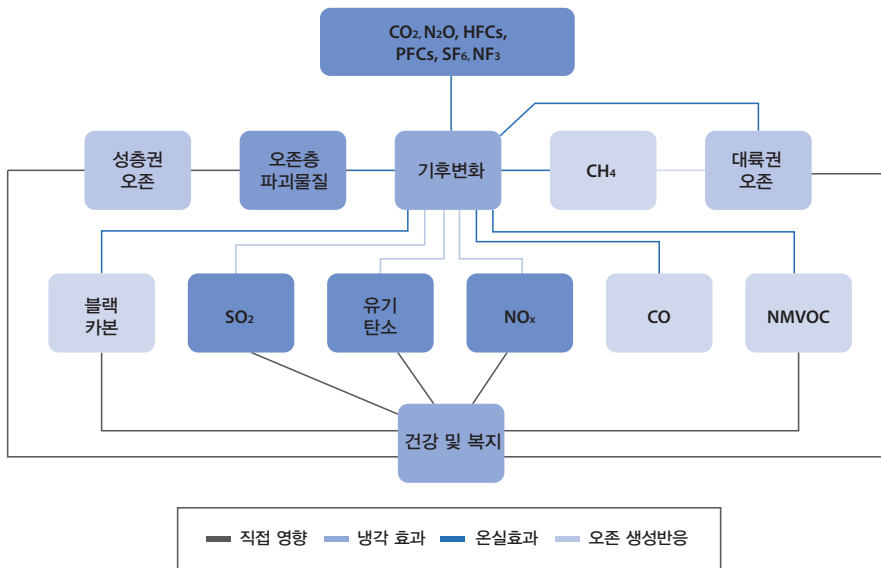 CO₂, N₂O, HFCs,
PFCs, SF₆, NF₃
성층권
오존
오존층
파괴물질
기후변화
CH₄
대륙권
오존
블랙
카본
SO₂
유기
탄소
NOₓ
CO
NMVOC
건강 및 복지
직접 영향
냉각 효과
온실효과
오존 생성반응